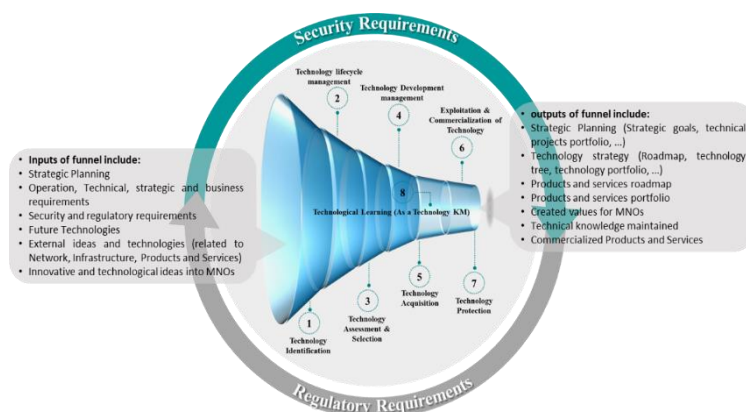 Security Requirements
Technology lifecycle
management
2
Technology Development
management
4
Exploitation &
Commercialization of
Technology
6
• Inputs of funnel include:
• Strategic Planning
• Operation, Technical, strategic and business
requirements
• Security and regulatory requirements
• Future Technologies
• External ideas and technologies (related to
Network, Infrastructure, Products and Services)
• Innovative and technological ideas into MNOs
8
Technological Learning (As a Technology KM)
1
Technology
Identification
3
Technology
Assessment &
Selection
5
Technology
Acquisition
7
Technology
Protection
• outputs of funnel include:
• Strategic Planning (Strategic goals, technical
projects portfolio, ...)
• Technology strategy (Roadmap, technology
tree, technology portfolio, ...)
• Products and services roadmap
• Products and services portfolio
• Created values for MNOs
• Technical knowledge maintained
• Commercialized Products and Services
Regulatory Requirements